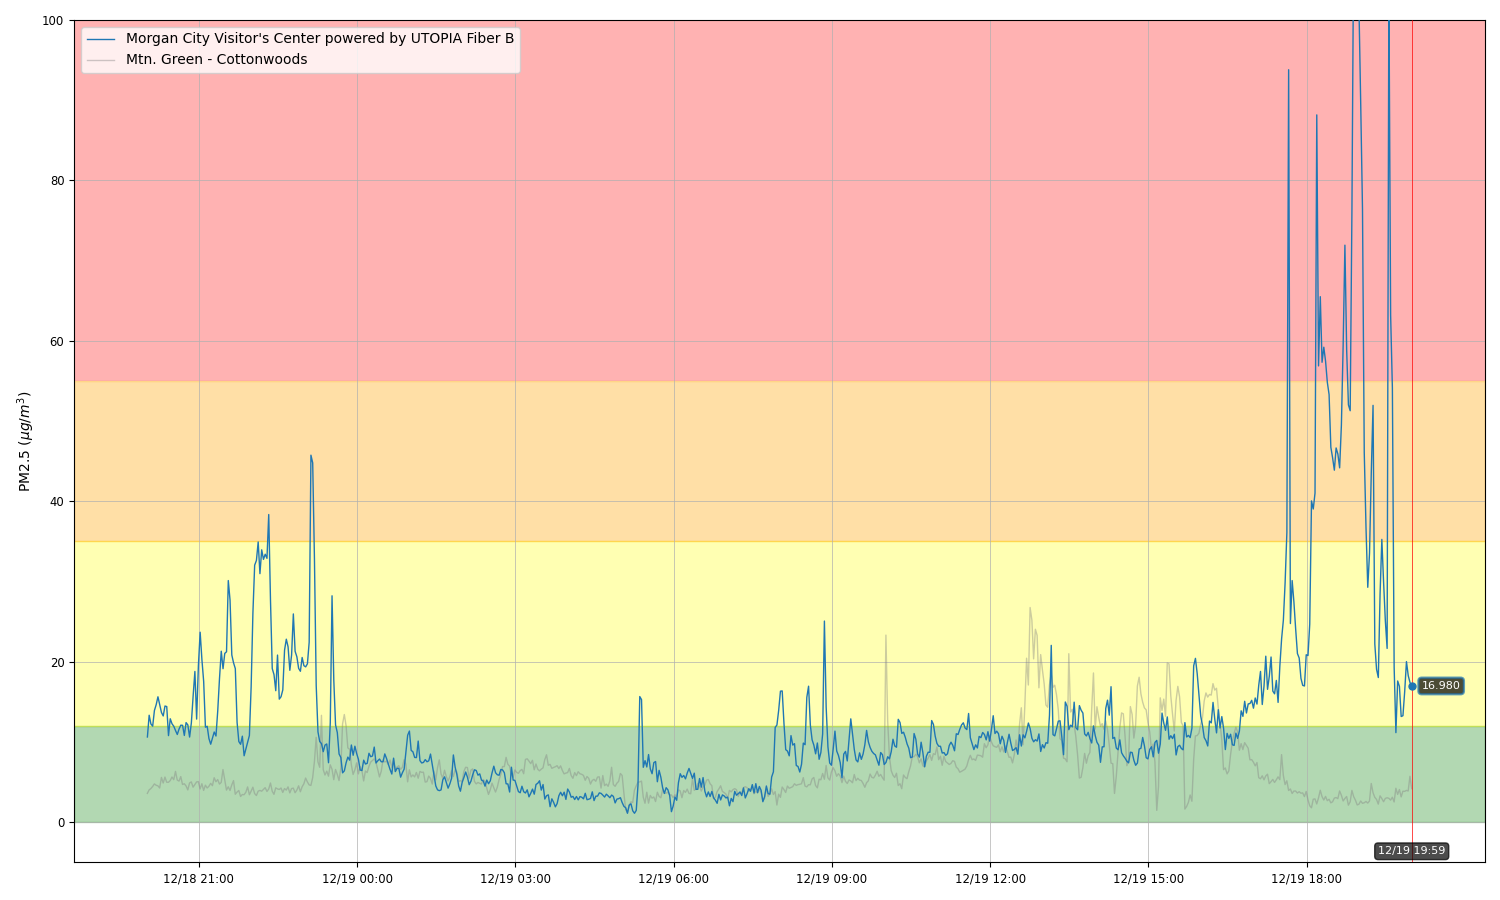 100
Morgan City Visitor's Center powered by UTOPIA Fiber B
Mtn. Green - Cottonwoods
80
60
40
20
0
PM2.5 (μg/m³)
16.980
12/19 19:59
12/18 21:00 12/19 00:00 12/19 03:00 12/19 06:00 12/19 09:00 12/19 12:00 12/19 15:00 12/19 18:00